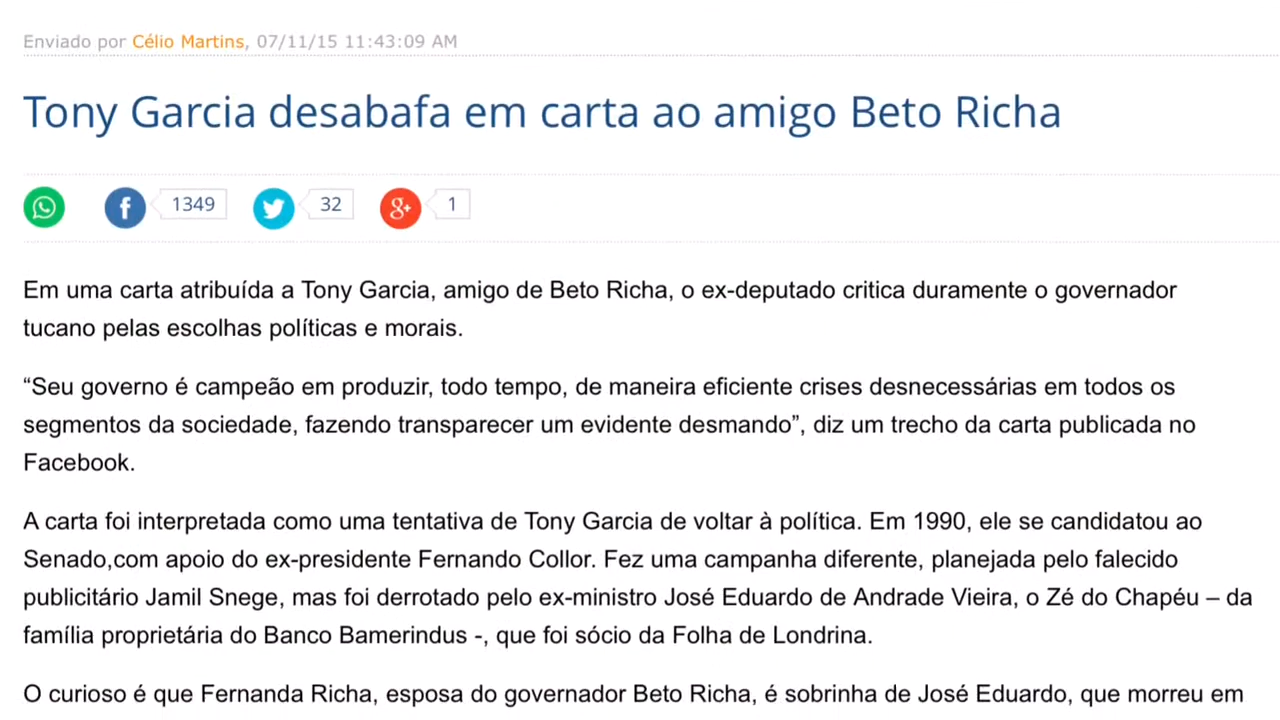 Enviado por Célio Martins, 07/11/15 11:43:09 AM
Tony Garcia desabafa em carta ao amigo Beto Richa
f 1349 32 g+ 1
Em uma carta atribuída a Tony Garcia, amigo de Beto Richa, o ex-deputado critica duramente o governador
tucano pelas escolhas políticas e morais.
“Seu governo é campeão em produzir, todo tempo, de maneira eficiente crises desnecessárias em todos os
segmentos da sociedade, fazendo transparecer um evidente desmando”, diz um trecho da carta publicada no
Facebook.
A carta foi interpretada como uma tentativa de Tony Garcia de voltar à política. Em 1990, ele se candidatou ao
Senado,com apoio do ex-presidente Fernando Collor. Fez uma campanha diferente, planejada pelo falecido
publicitário Jamil Snege, mas foi derrotado pelo ex-ministro José Eduardo de Andrade Vieira, o Zé do Chapéu – da
família proprietária do Banco Bamerindus -, que foi sócio da Folha de Londrina.
O curioso é que Fernanda Richa, esposa do governador Beto Richa, é sobrinha de José Eduardo, que morreu em